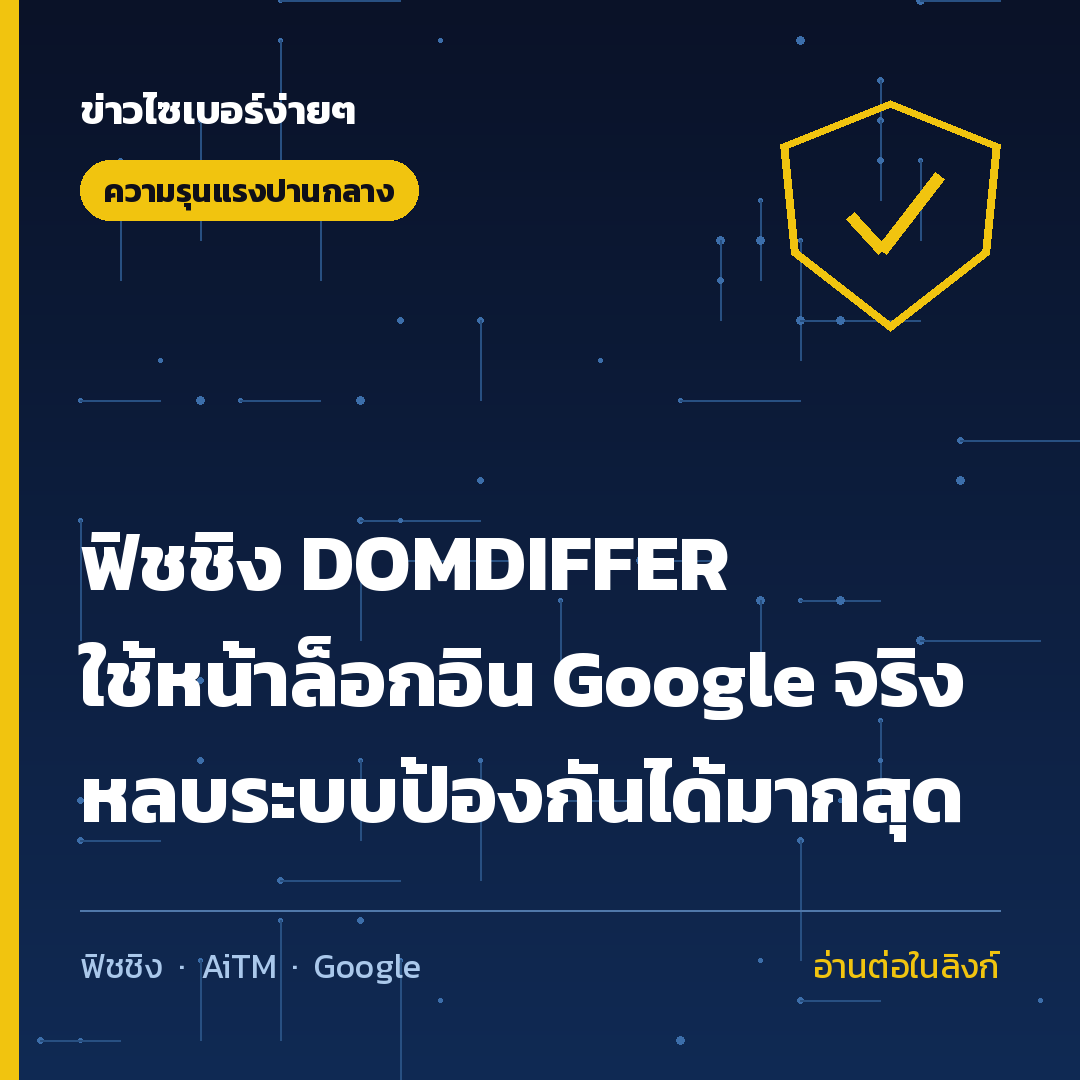 ข่าวไซเบอร์ง่ายๆ
ความรุนแรงปานกลาง
ฟิชชิง DOMDIFFER
ใช้หน้าล็อกอิน Google จริง
หลบระบบป้องกันได้มากสุด
ฟิชชิง · AiTM · Google
อ่านต่อในลิงก์